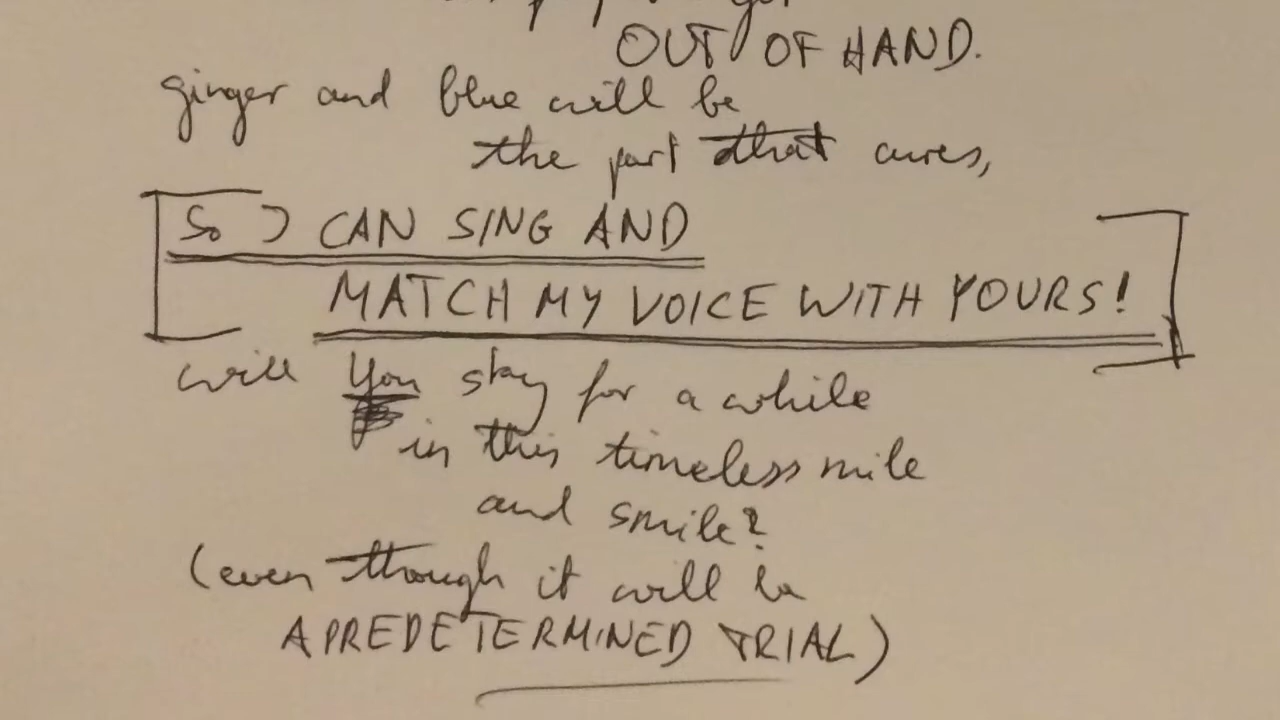 OUT OF HAND.
ginger and blue will be
the part that cures,
So I CAN SING AND
MATCH MY VOICE WITH YOURS!
will you stay for a while
in this timeless mile
and smile?
(even though it will be
A PREDETERMINED TRIAL)